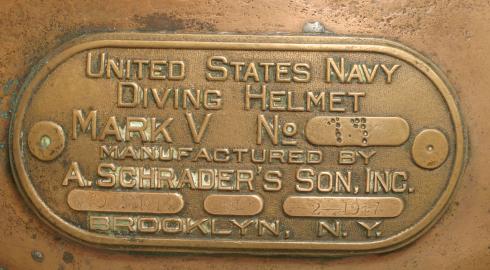 UNITED STATES NAVY
DIVING HELMET
MARK V No
MANUFACTURED BY
A. SCHRADER'S SON, INC.
BROOKLYN, N. Y.